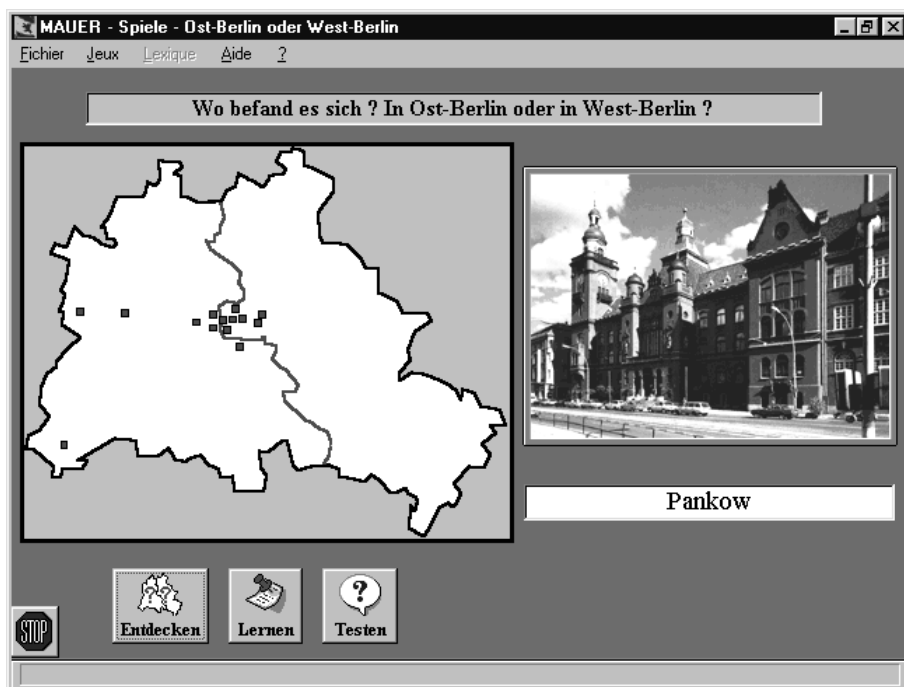 MAUER - Spiele - Ost-Berlin oder West-Berlin
Fichier Jeux Lexique Aide ?
Wo befand es sich ? In Ost-Berlin oder in West-Berlin ?
Pankow
Entdecken Lernen Testen
STOP